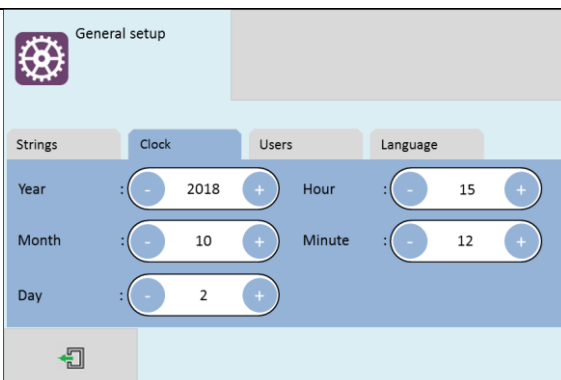 General setup
Strings Clock Users Language
Year : - 2018 + Hour : - 15 +
Month : - 10 + Minute : - 12 +
Day : - 2 +